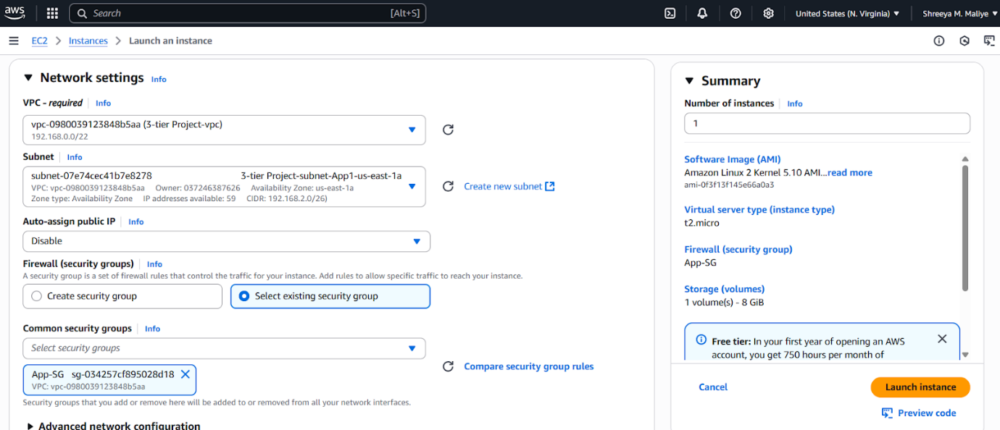 aws Search [Alt+S] United States (N. Virginia) Shreeya M. Maliye
EC2 Instances Launch an instance
Network settings Info
VPC - required Info
vpc-0980039123848b5aa (3-tier Project-vpc)
192.168.0.0/22
Subnet Info
subnet-07e74cec41b7e8278 3-tier Project-subnet-App1-us-east-1a
VPC: vpc-0980039123848b5aa Owner: 037246387626 Availability Zone: us-east-1a
Zone type: Availability Zone IP addresses available: 59 CIDR: 192.168.2.0/26)
Create new subnet
Auto-assign public IP Info
Disable
Firewall (security groups) Info
A security group is a set of firewall rules that control the traffic for your instance. Add rules to allow specific traffic to reach your instance.
Create security group Select existing security group
Common security groups Info
Select security groups
Compare security group rules
App-SG sg-034257cf895028d18
VPC: vpc-0980039123848b5aa
Security groups that you add or remove here will be added to or removed from all your network interfaces.
Advanced network configuration
Summary
Number of instances Info
1
Software Image (AMI)
Amazon Linux 2 Kernel 5.10 AMI...read more
ami-0f3f13f145e66a0a3
Virtual server type (instance type)
t2.micro
Firewall (security group)
App-SG
Storage (volumes)
1 volume(s) - 8 GiB
Free tier: In your first year of opening an AWS
account, you get 750 hours per month of
Cancel Launch instance
Preview code